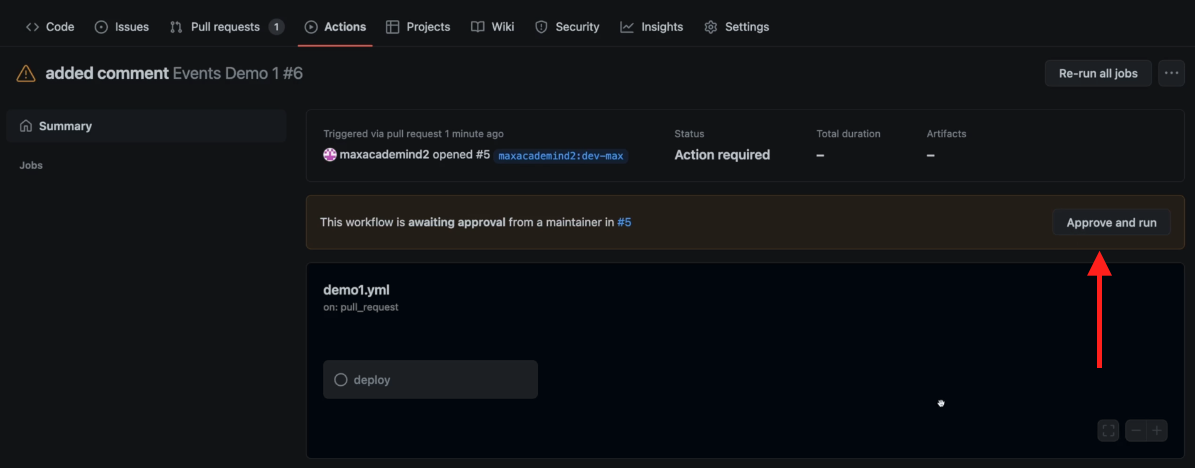 Code Issues Pull requests 1 Actions Projects Wiki Security Insights Settings
added comment Events Demo 1 #6
Re-run all jobs
Summary
Jobs
Triggered via pull request 1 minute ago
maxacademind2 opened #5 maxacademind2:dev-max
Status
Action required
Total duration
–
Artifacts
–
This workflow is awaiting approval from a maintainer in #5
Approve and run
demo1.yml
on: pull_request
deploy